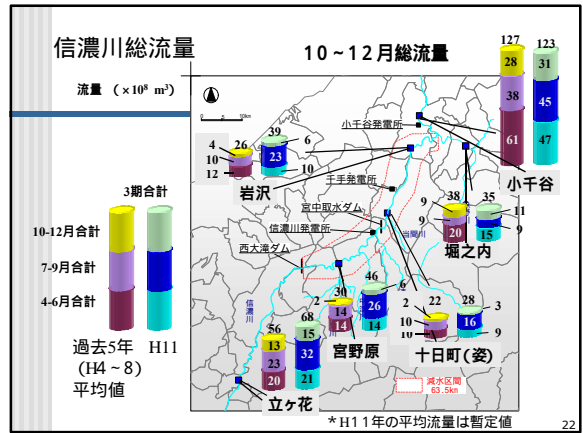 信濃川総流量
10~12月総流量
流量 (×10⁸ m³)
127
28
38
61
123
31
45
47
小千谷
小千谷発電所
26
4
10
12
39
6
23
10
岩沢
千手発電所
宮中取水ダム
信濃川発電所
西大滝ダム
38
9
9
20
35
11
9
15
堀之内
3期合計
10-12月合計
7-9月合計
4-6月合計
過去5年
(H4~8)
平均値
H11
信濃川
56
13
23
20
68
15
32
21
立ヶ花
30
2
14
14
46
6
26
14
宮野原
22
2
10
28
3
16
9
十日町(姿)
減水区間
63.5km
*H11年の平均流量は暫定値
22